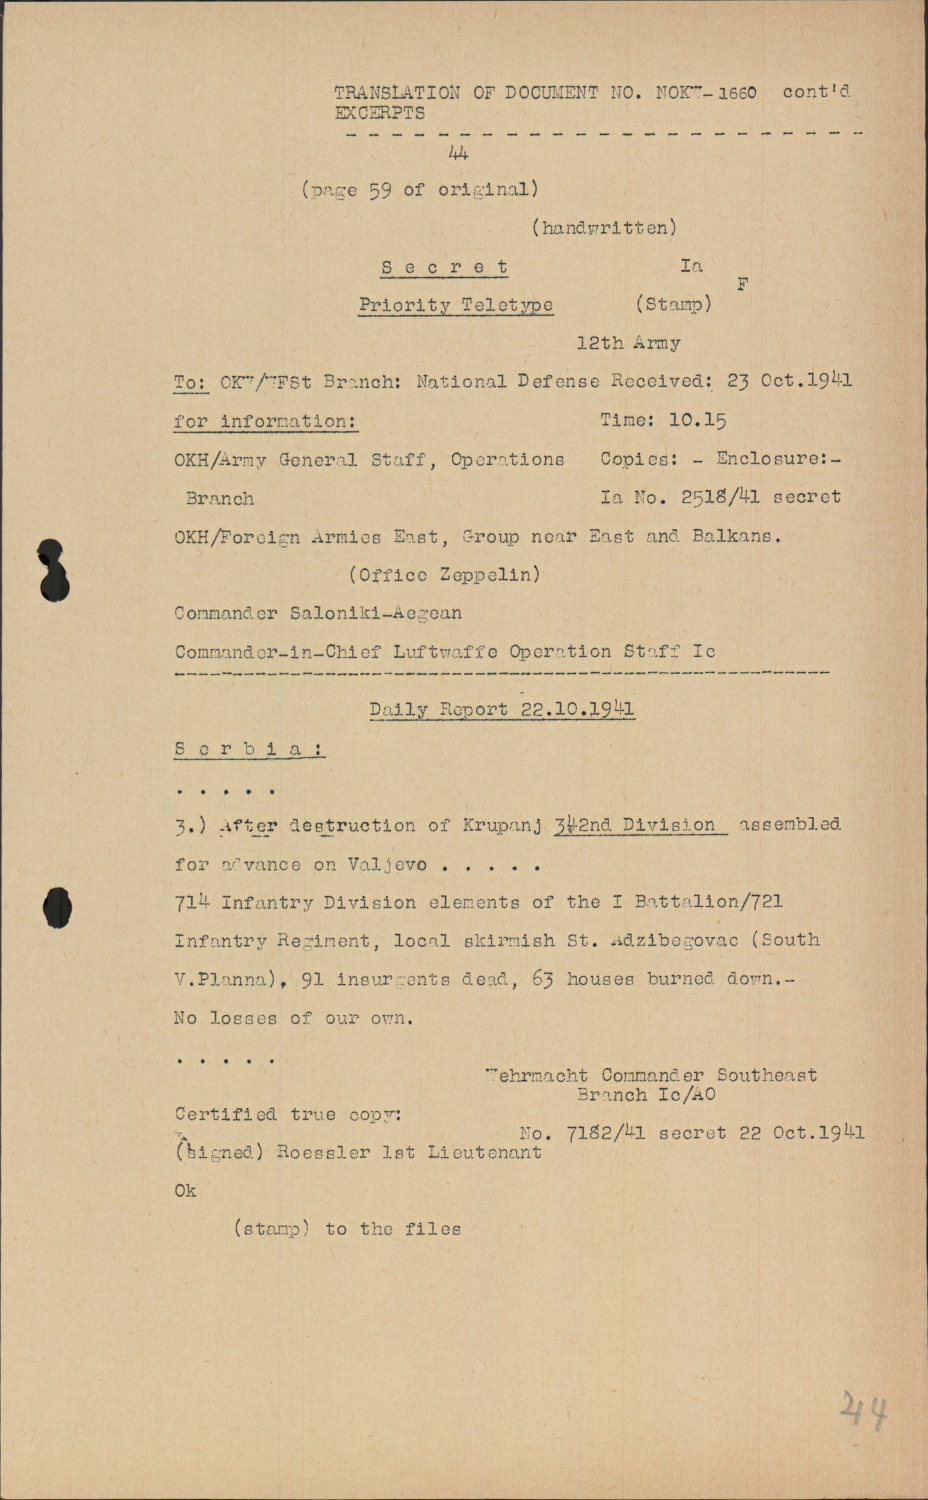 TRANSLATION OF DOCUMENT NO. NOKW-1660 cont'd
EXCERPTS
44
(page 59 of original)
(handwritten)
Secret Ia
F
Priority Teletype (Stamp)
12th Army
To: OKW/WFSt Branch: National Defense Received: 23 Oct.1941
for information: Time: 10.15
OKH/Army General Staff, Operations Copies: - Enclosure:-
Branch Ia No. 2518/41 secret
OKH/Foreign Armies East, Group near East and Balkans.
(Office Zeppelin)
Commander Saloniki-Aegean
Commander-in-Chief Luftwaffe Operation Staff Ic
Daily Report 22.10.1941
Serbia:
. . . . .
3.) After destruction of Krupanj 342nd Division assembled
for advance on Valjevo . . . . .
714 Infantry Division elements of the I Battalion/721
Infantry Regiment, local skirmish St. Adzibegovac (South
V.Planna), 91 insurgents dead, 63 houses burned down.-
No losses of our own.
. . . . .
Wehrmacht Commander Southeast
Branch Ic/AO
Certified true copy:
No. 7182/41 secret 22 Oct.1941
(signed) Roessler 1st Lieutenant
Ok
(stamp) to the files
44